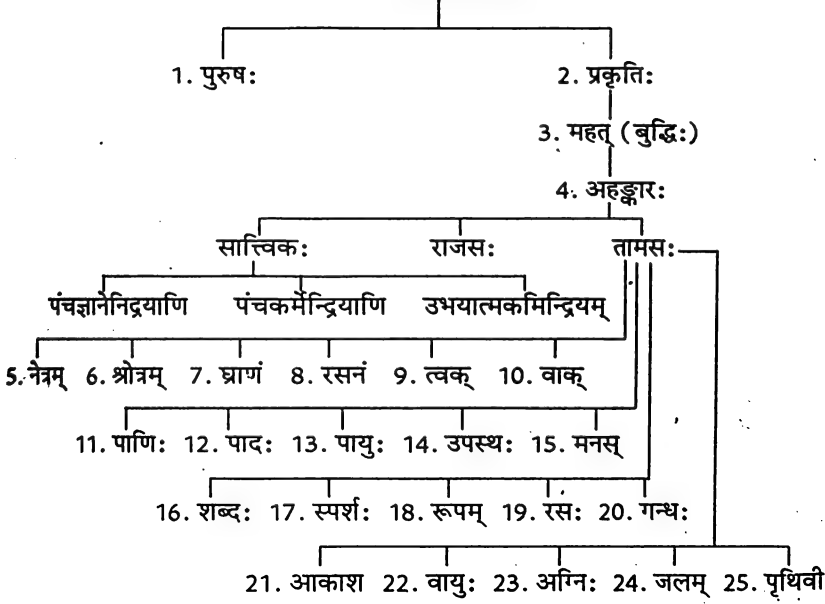 1. पुरुषः 2. प्रकृतिः
3. महत् (बुद्धिः)
4. अहङ्कारः
सात्त्विकः राजसः तामसः
पंचज्ञानेनिद्रयाणि पंचकर्मेन्द्रियाणि उभयात्मकमिन्द्रियम्
5. नेत्रम् 6. श्रोत्रम् 7. घ्राणं 8. रसनं 9. त्वक् 10. वाक्
11. पाणिः 12. पादः 13. पायुः 14. उपस्थः 15. मनस्
16. शब्दः 17. स्पर्शः 18. रूपम् 19. रसः 20. गन्धः
21. आकाश 22. वायुः 23. अग्निः 24. जलम् 25. पृथिवी